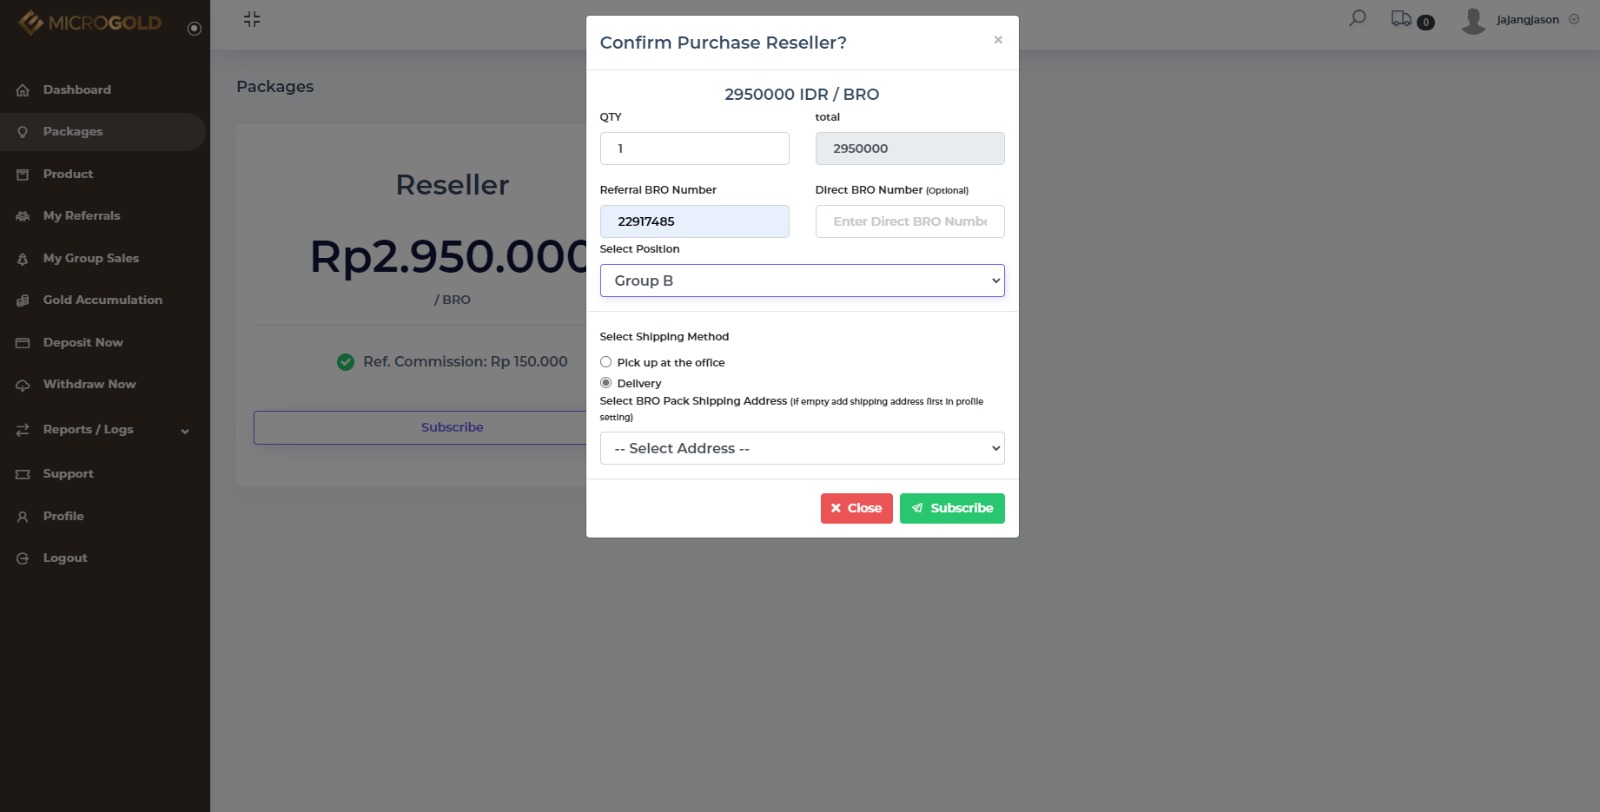 MICROGOLD
0
jajangjason
Dashboard
Packages
Product
My Referrals
My Group Sales
Gold Accumulation
Deposit Now
Withdraw Now
Reports / Logs
Support
Profile
Logout
Packages
Reseller
Rp2.950.000
/ BRO
Ref. Commission: Rp 150.000
Subscribe
Confirm Purchase Reseller?
×
2950000 IDR / BRO
QTY total
1 2950000
Referral BRO Number Direct BRO Number (Optional)
22917485 Enter Direct BRO Numbe
Select Position
Group B
Select Shipping Method
Pick up at the office
Delivery
Select BRO Pack Shipping Address (if empty add shipping address first in profile
setting)
-- Select Address --
Close Subscribe